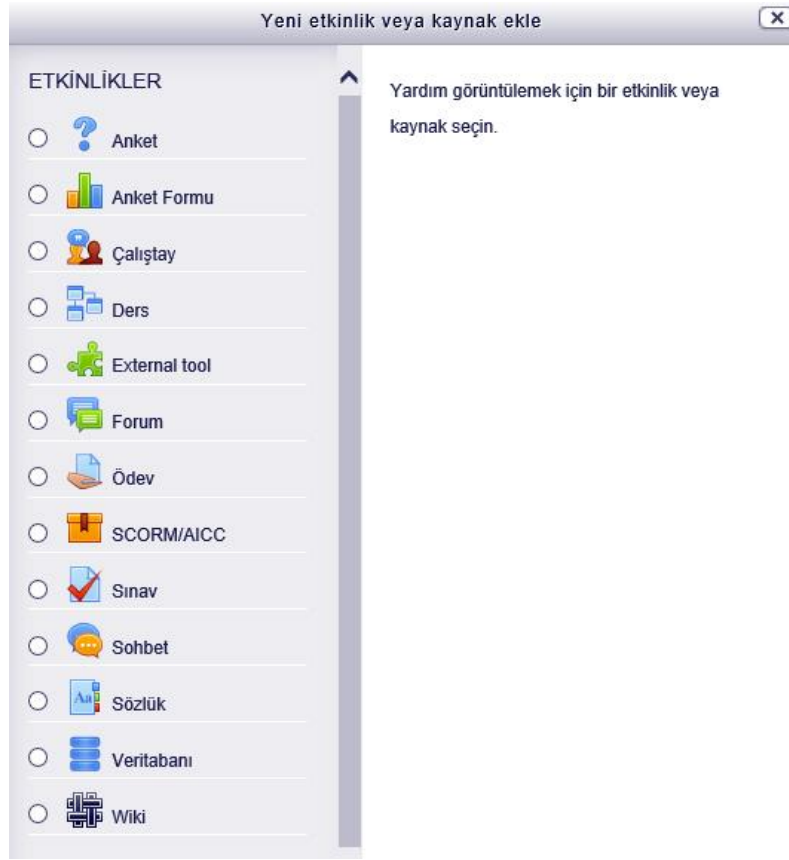 Yeni etkinlik veya kaynak ekle
ETKİNLİKLER
Yardım görüntülemek için bir etkinlik veya
kaynak seçin.
Anket
Anket Formu
Çalıştay
Ders
External tool
Forum
Ödev
SCORM/AICC
Sınav
Sohbet
Aa
Sözlük
Veritabanı
Wiki